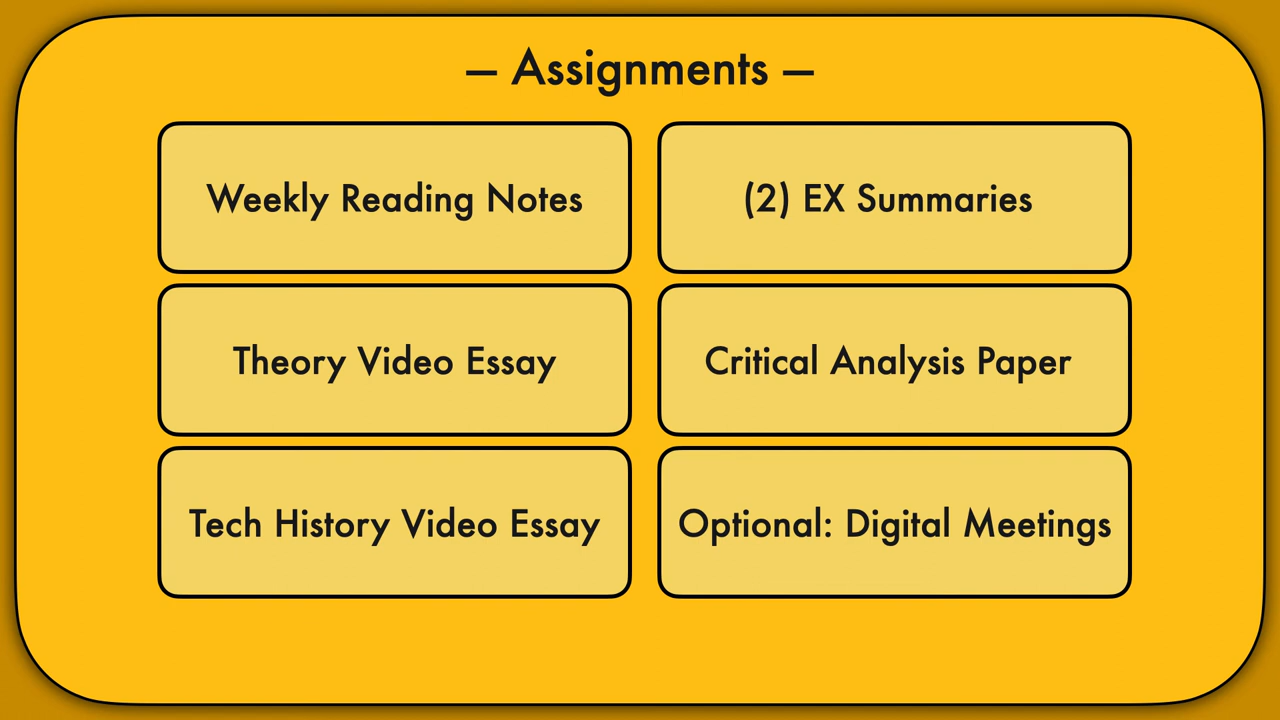 — Assignments —
Weekly Reading Notes
(2) EX Summaries
Theory Video Essay
Critical Analysis Paper
Tech History Video Essay
Optional: Digital Meetings